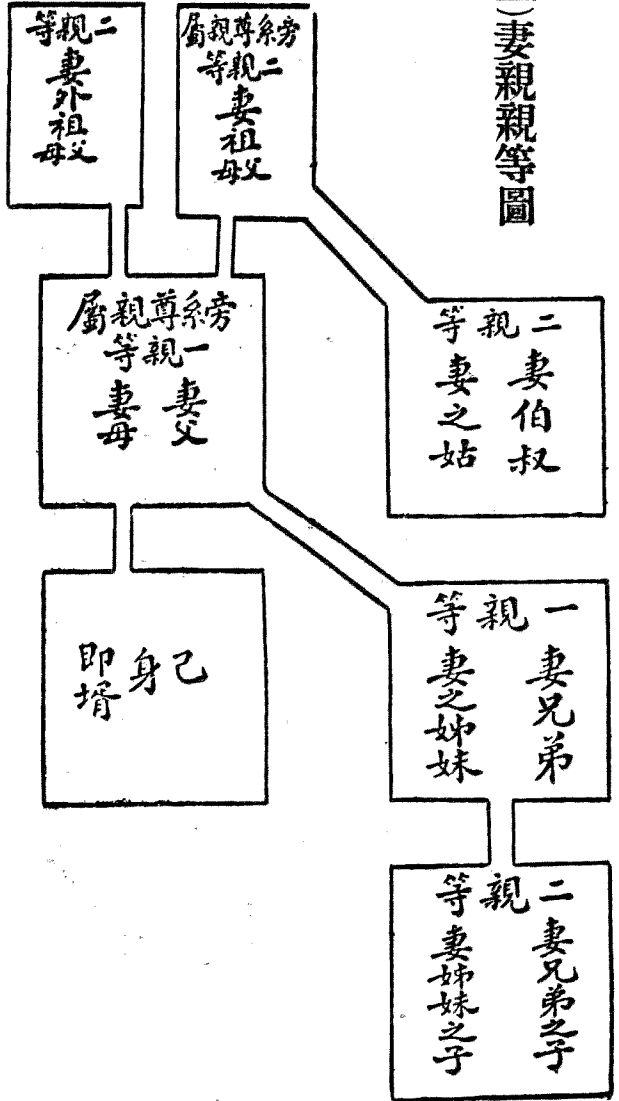 妻親親等圖
旁系尊親屬
二親等
妻祖父母
二親等
妻外祖父母
二親等
妻伯叔
妻之姑
旁系尊親屬
一親等
妻父
妻母
一親等
妻兄弟
妻之姊妹
己身
即壻
二親等
妻兄弟之子
妻姊妹之子